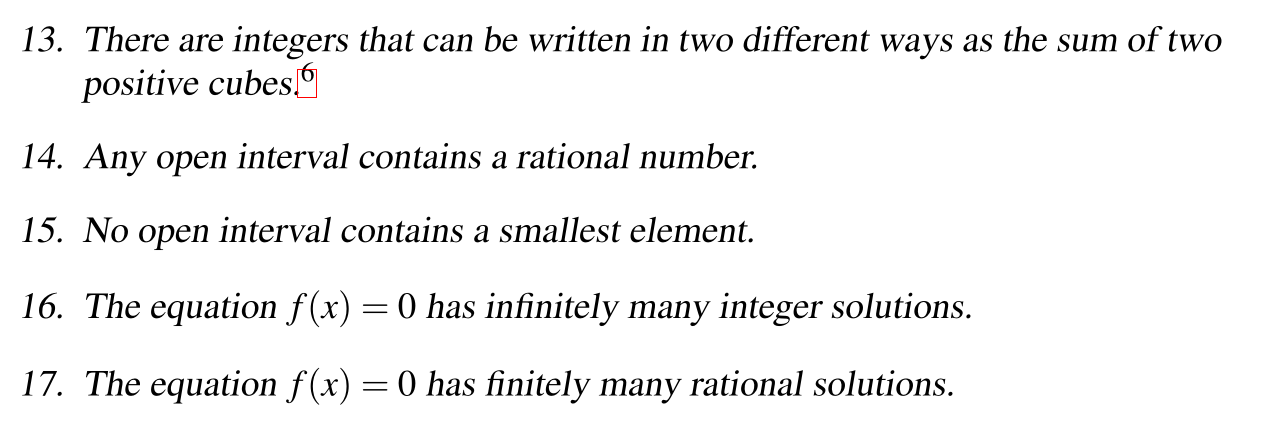 13. There are integers that can be written in two different ways as the sum of two
positive cubes.6
14. Any open interval contains a rational number.
15. No open interval contains a smallest element.
16. The equation f(x) = 0 has infinitely many integer solutions.
17. The equation f(x) = 0 has finitely many rational solutions.